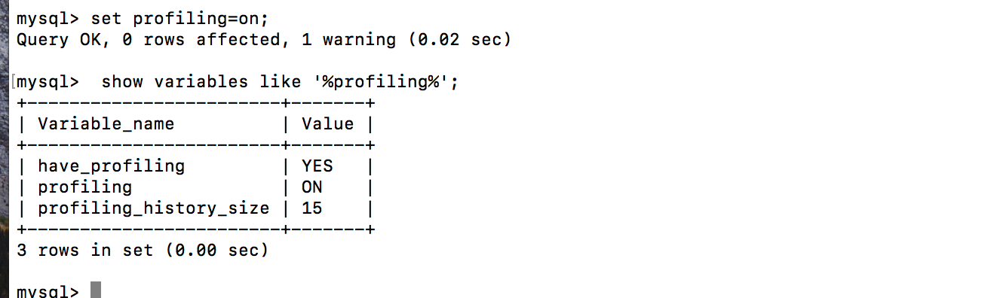 mysql> set profiling=on;
Query OK, 0 rows affected, 1 warning (0.02 sec)
[mysql>  show variables like '%profiling%';
+------------------------+-------+
| Variable_name          | Value |
+------------------------+-------+
| have_profiling         | YES   |
| profiling              | ON    |
| profiling_history_size | 15    |
+------------------------+-------+
3 rows in set (0.00 sec)
mysql>